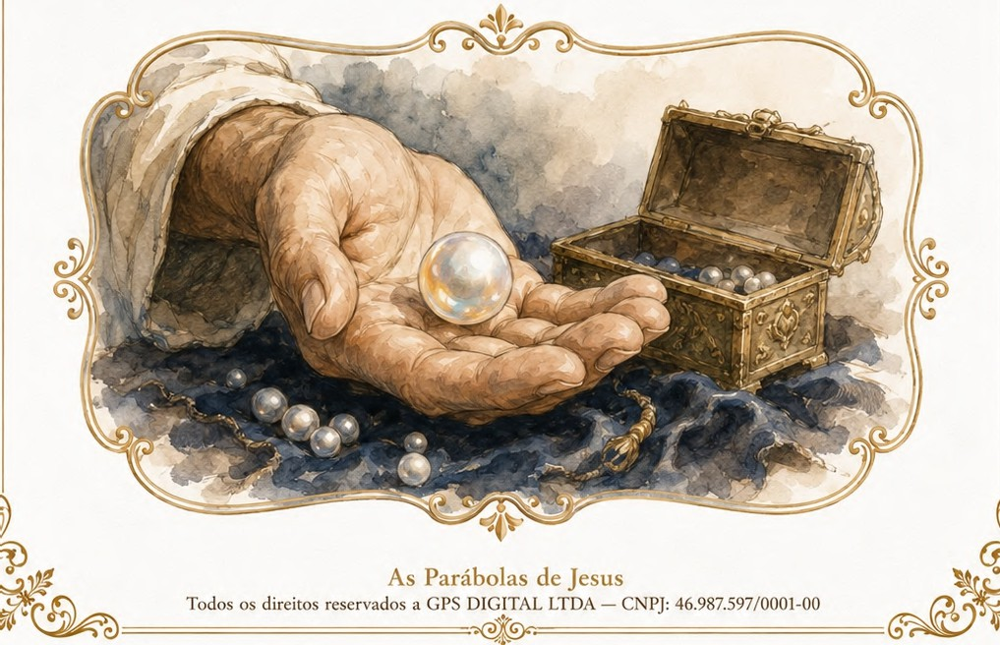 As Parábolas de Jesus
Todos os direitos reservados a GPS DIGITAL LTDA — CNPJ: 46.987.597/0001-00